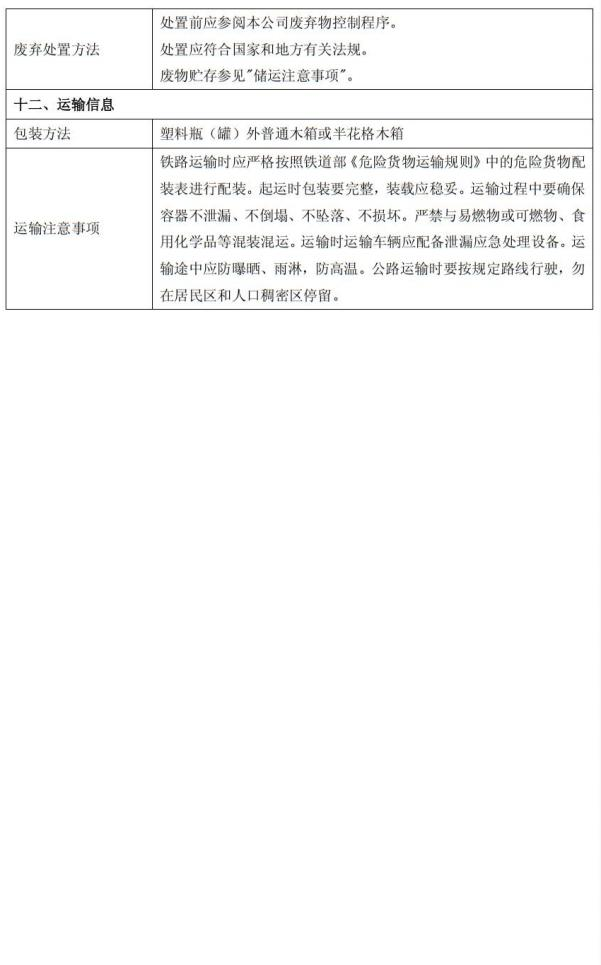 废弃处置方法
处置前应参阅本公司废弃物控制程序。
处置应符合国家和地方有关法规。
废物贮存参见"储运注意事项"。
十二、运输信息
包装方法
塑料瓶（罐）外普通木箱或半花格木箱
运输注意事项
铁路运输时应严格按照铁道部《危险货物运输规则》中的危险货物配
装表进行配装。起运时包装要完整，装载应稳妥。运输过程中要确保
容器不泄漏、不倒塌、不坠落、不损坏。严禁与易燃物或可燃物、食
用化学品等混装混运。运输时运输车辆应配备泄漏应急处理设备。运
输途中应防曝晒、雨淋，防高温。公路运输时要按规定路线行驶，勿
在居民区和人口稠密区停留。